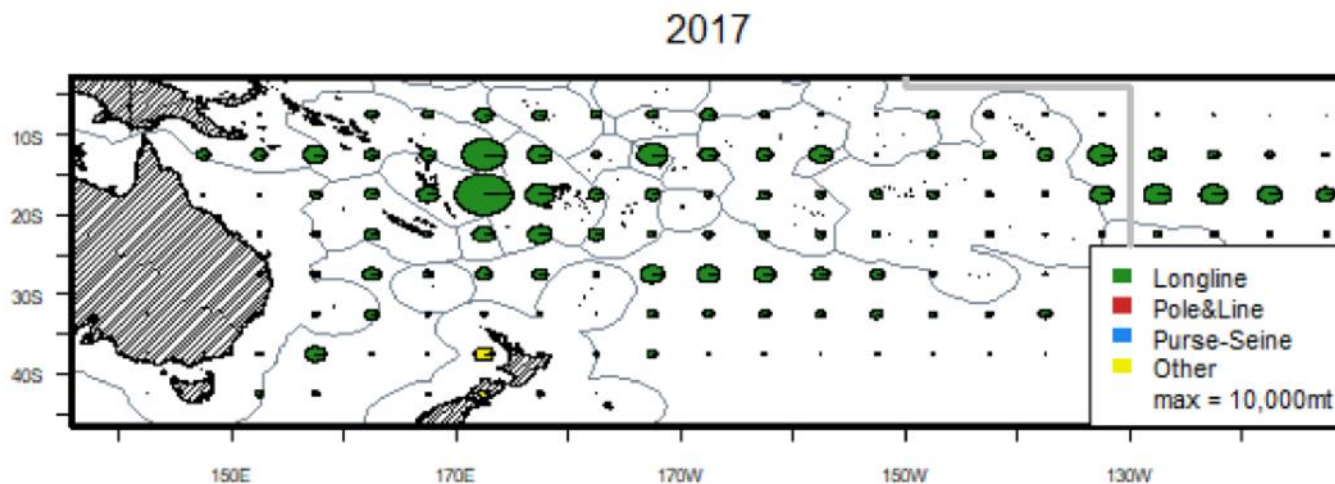 2017
10S
20S
30S
40S
Longline
Pole&Line
Purse-Seine
Other
max = 10,000mt
150E
170E
170W
150W
130W